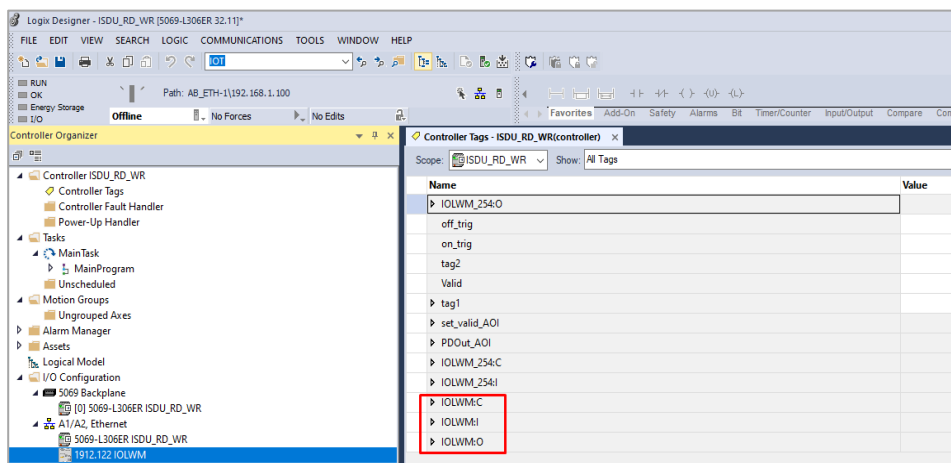 Logix Designer - ISDU_RD_WR [5069-L306ER 32.11]*
FILE EDIT VIEW SEARCH LOGIC COMMUNICATIONS TOOLS WINDOW HELP
IOT
RUN
OK
Energy Storage
I/O
Path: AB_ETH-1\192.168.1.100
Offline
No Forces
No Edits
Favorites Add-On Safety Alarms Bit Timer/Counter Input/Output Compare
Controller Organizer
Controller ISDU_RD_WR
Controller Tags
Controller Fault Handler
Power-Up Handler
Tasks
MainTask
MainProgram
Unscheduled
Motion Groups
Ungrouped Axes
Alarm Manager
Assets
Logical Model
I/O Configuration
5069 Backplane
[0] 5069-L306ER ISDU_RD_WR
A1/A2, Ethernet
5069-L306ER ISDU_RD_WR
1912.122 IOLWM
Controller Tags - ISDU_RD_WR(controller)
Scope: ISDU_RD_WR Show: All Tags
Name Value
IOLWM_254:O
off_trig
on_trig
tag2
Valid
tag1
set_valid_AOI
PDOut_AOI
IOLWM_254:C
IOLWM_254:I
IOLWM:C
IOLWM:I
IOLWM:O